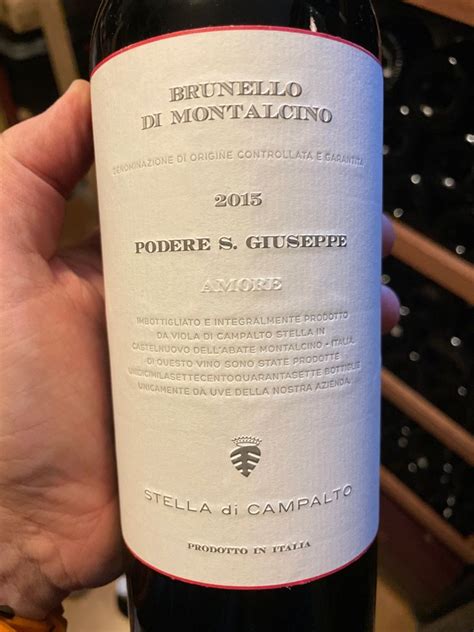 BRUNELLO
DI MONTALCINO
DENOMINAZIONE DI ORIGINE CONTROLLATA E GARANTITA
2015
PODERE S. GIUSEPPE
AMORE
IMBOTTIGLIATO E INTEGRALMENTE PRODOTTO
DA VIOLA DI CAMPALTO STELLA IN
CASTELNUOVO DELL'ABATE MONTALCINO - ITALIA.
DI QUESTO VINO SONO STATE PRODOTTE
UNDICIMILASETTECENTOQUARANTASETTE BOTTIGLIE
UNICAMENTE DA UVE DELLA NOSTRA AZIENDA.
STELLA di CAMPALTO
PRODOTTO IN ITALIA